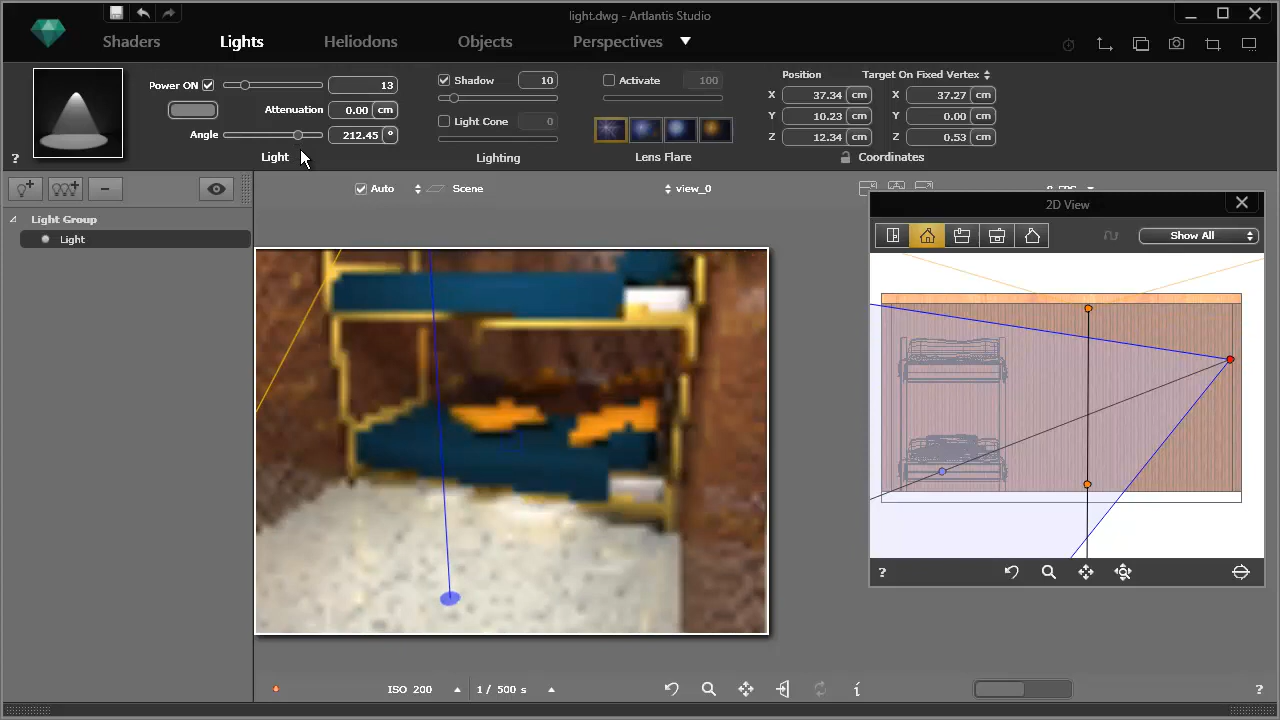 light.dwg - Artlantis Studio
Shaders Lights Heliodons Objects Perspectives
Power ON 13
Attenuation 0.00 cm
Angle 212.45 °
Light
Shadow 10
Light Cone 0
Lighting
Activate 100
Lens Flare
Position Target On Fixed Vertex
X 37.34 cm X 37.27 cm
Y 10.23 cm Y 0.00 cm
Z 12.34 cm Z 0.53 cm
Coordinates
?
Auto Scene view_0
Light Group
Light
2D View
Show All
?
ISO 200 1 / 500 s
?